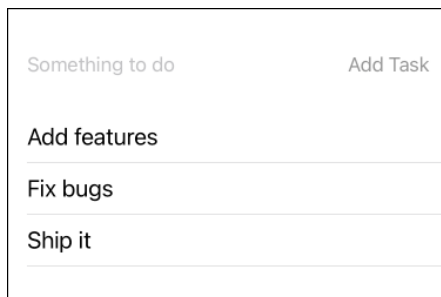 Something to do Add Task
Add features
Fix bugs
Ship it